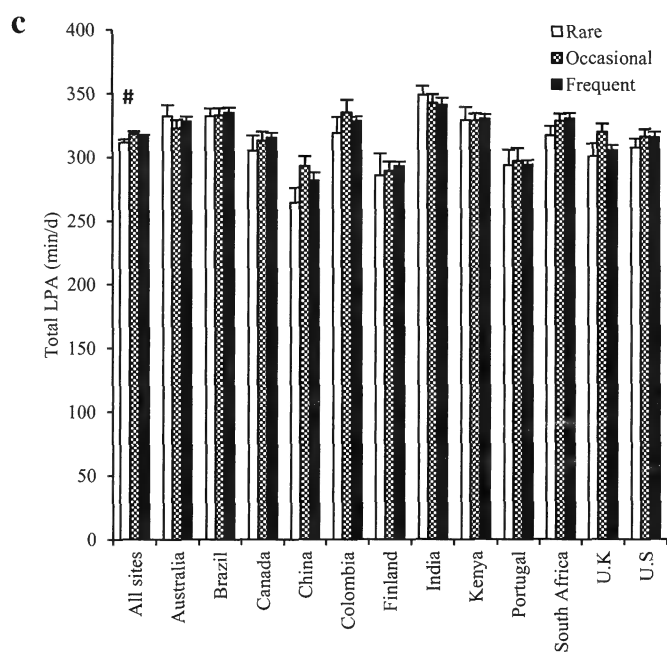 c
400
350
300
250
200
150
100
50
0
Total LPA (min/d)
#
Rare
Occasional
Frequent
All sites
Australia
Brazil
Canada
China
Colombia
Finland
India
Kenya
Portugal
South Africa
U.K
U.S